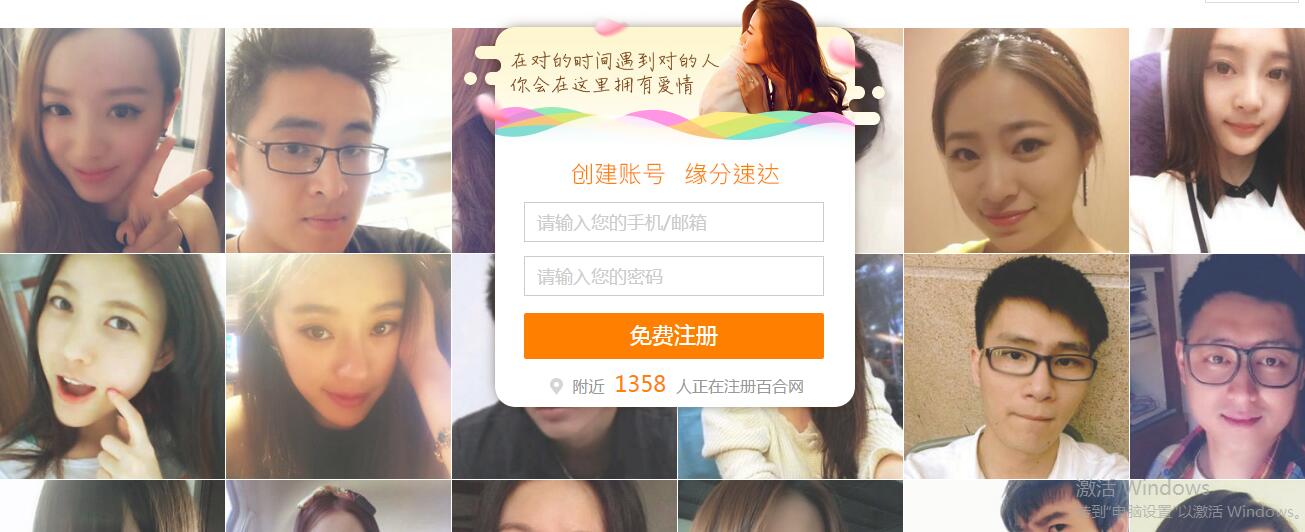 在对的时间遇到对的人
你会在这里拥有爱情
创建账号 缘分速达
请输入您的手机/邮箱
请输入您的密码
免费注册
附近 1358 人正在注册百合网
激活 Windows
转到"电脑设置"以激活 Windows。